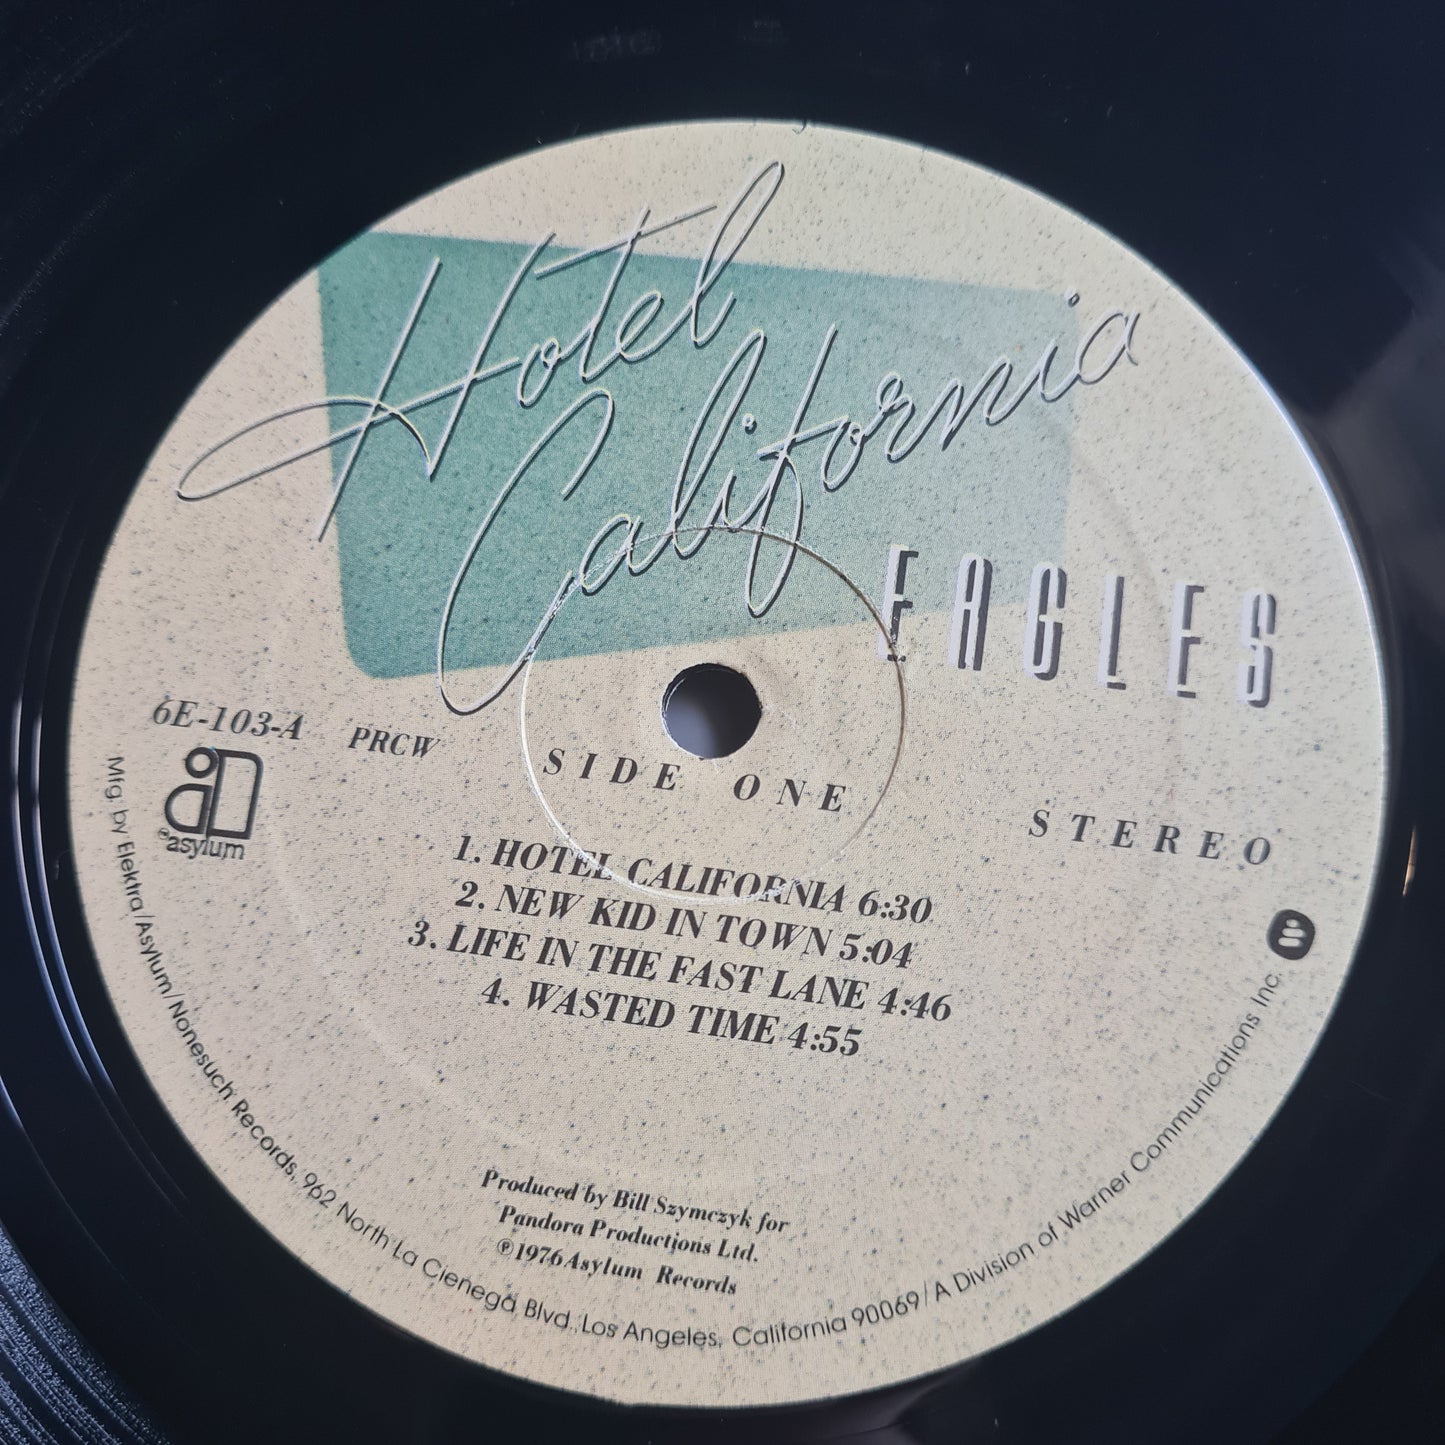 Hotel
California
EAGLES
6E-103-A PRCW
asylum
SIDE ONE
STEREO
1. HOTEL CALIFORNIA 6:30
2. NEW KID IN TOWN 5:04
3. LIFE IN THE FAST LANE 4:46
4. WASTED TIME 4:55
Produced by Bill Szymczyk for
Pandora Productions Ltd.
℗1976 Asylum Records
Mfg. by Elektra/Asylum/Nonesuch Records, 962 North La Cienega Blvd., Los Angeles, California 90069/A Division of Warner Communications Inc.